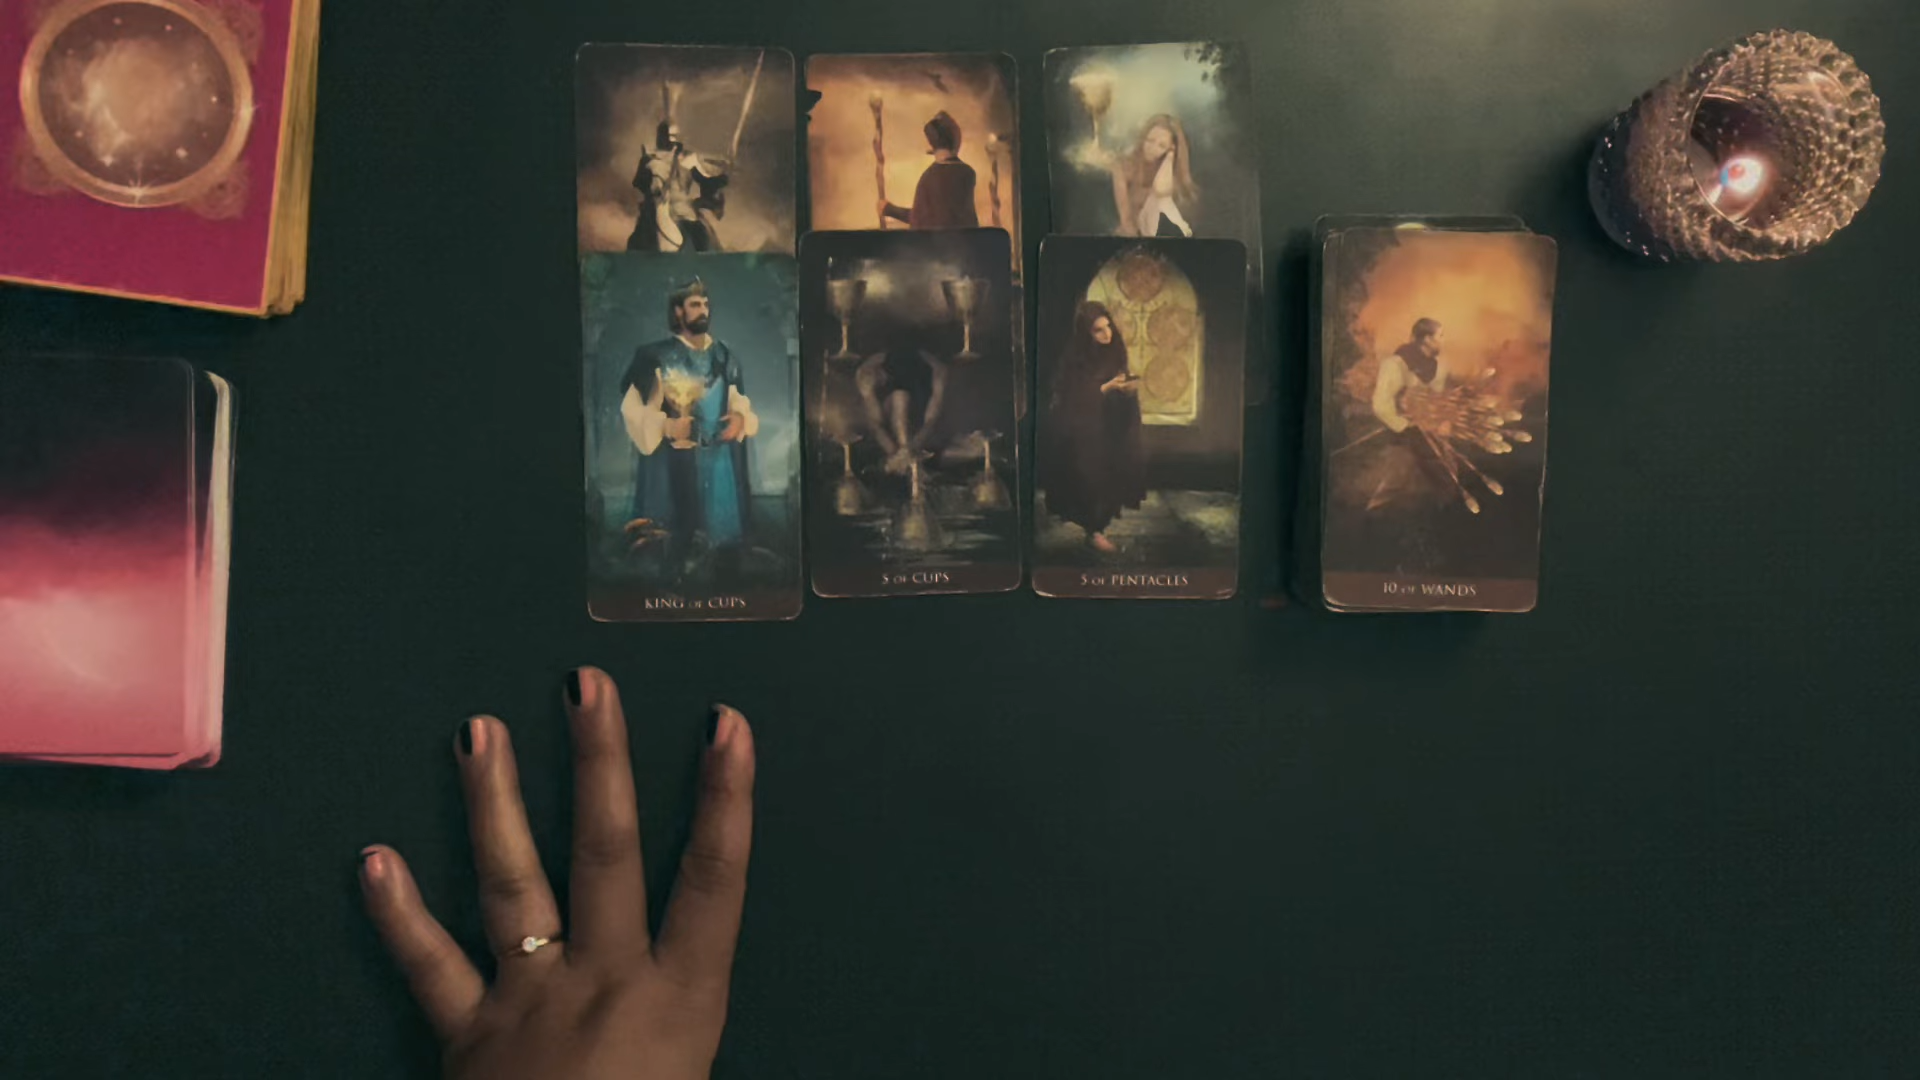 KING OF CUPS
5 OF CUPS
5 OF PENTACLES
10 OF WANDS